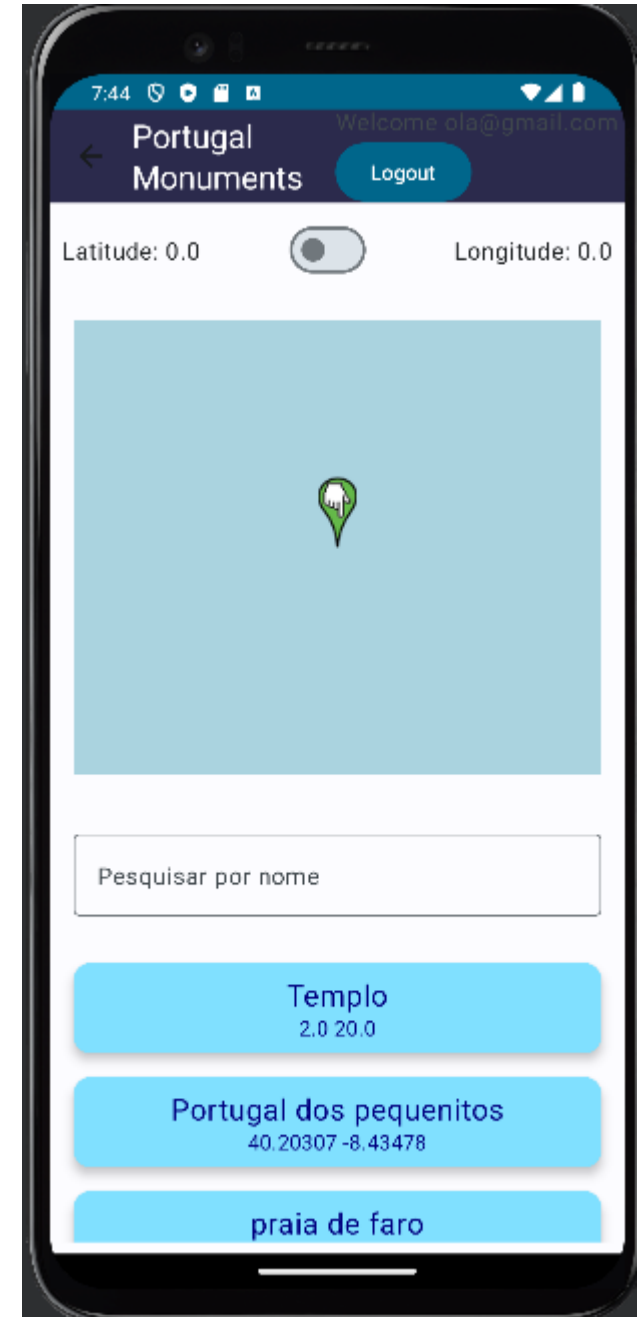 7:44
Welcome ola@gmail.com
Portugal
Monuments
Logout
Latitude: 0.0
Longitude: 0.0
Pesquisar por nome
Templo
2.0 20.0
Portugal dos pequenitos
40.20307 -8.43478
praia de faro